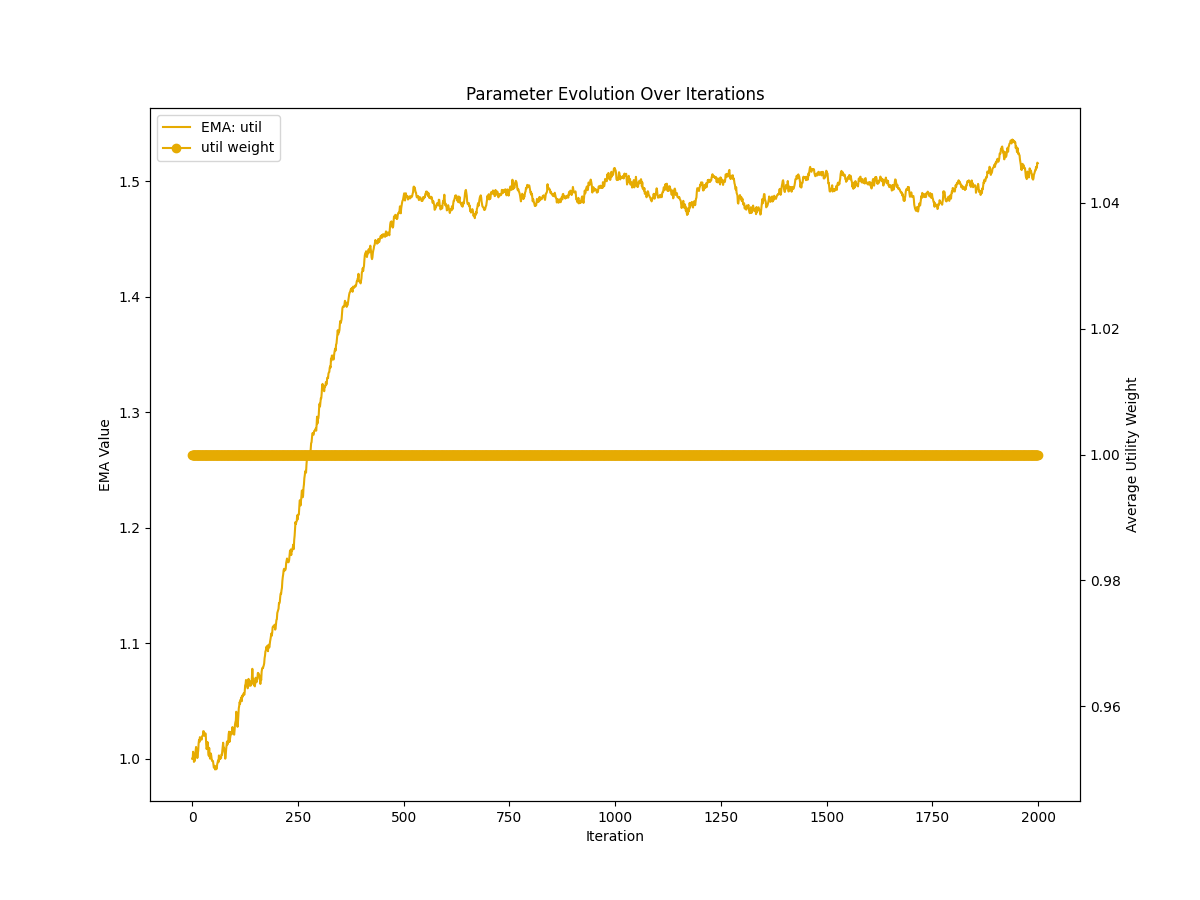 Parameter Evolution Over Iterations
EMA: util
util weight
EMA Value
1.5
1.4
1.3
1.2
1.1
1.0
1.04
1.02
1.00
0.98
0.96
Average Utility Weight
0 250 500 750 1000 1250 1500 1750 2000
Iteration